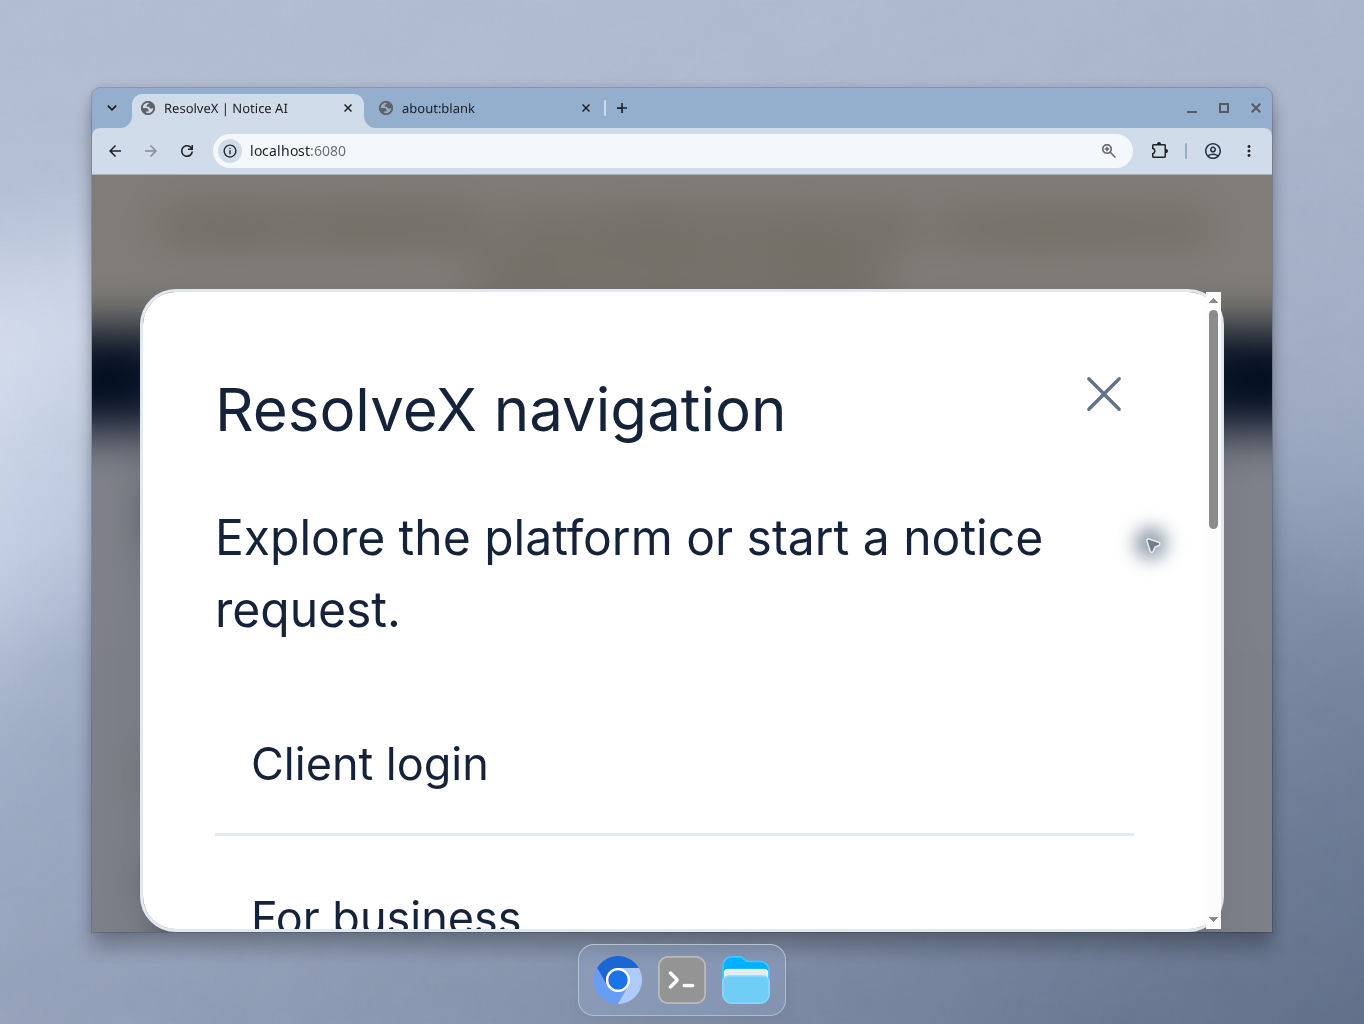 ResolveX | Notice AI
about:blank
localhost:6080
ResolveX navigation
Explore the platform or start a notice
request.
Client login
For business